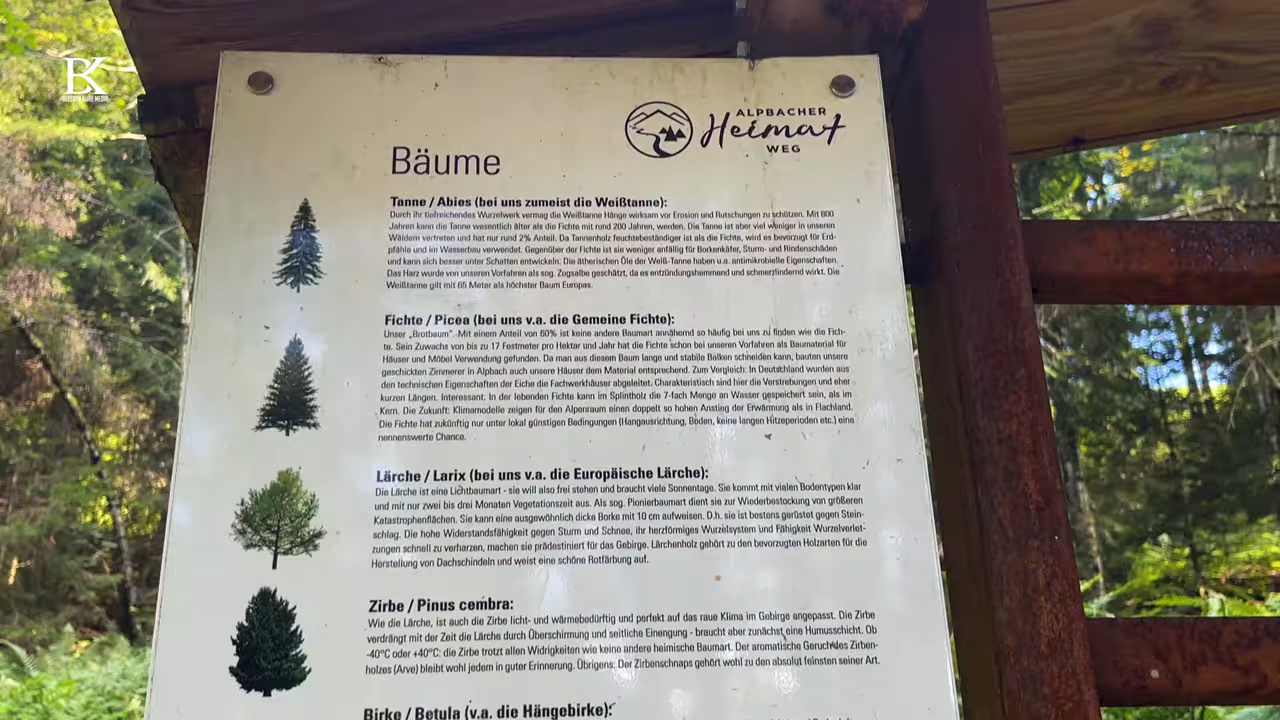 BK
ALPBACHER
Heimat
WEG
Bäume
Tanne / Abies (bei uns zumeist die Weißtanne):
Durch ihr tiefreichendes Wurzelwerk vermag die Weißtanne Hänge wirksam vor Erosion und Rutschungen zu schützen. Mit 600
Jahren kann die Tanne wesentlich älter als die Fichte mit rund 200 Jahren, werden. Die Tanne ist aber viel weniger in unseren
Wäldern vertreten und hat nur rund 2% Anteil. Da Tannenholz feuchtebeständiger ist als die Fichte, wird es bevorzugt für Erd-
pfähle und im Wasserbau verwendet. Gegenüber der Fichte ist sie weniger anfällig für Borkenkäfer, Sturm- und Rindenschäden
und kann sich besser unter Schatten entwickeln. Die ätherischen Öle der Weiß-Tanne haben u.a. antimikrobielle Eigenschaften.
Das Harz wurde von unseren Vorfahren als sog. Zugsalbe geschätzt, da es entzündungshemmend und schmerzlindernd wirkt. Die
Weißtanne gilt mit 65 Meter als höchster Baum Europas.
Fichte / Picea (bei uns v.a. die Gemeine Fichte):
Unser „Brotbaum“. Mit einem Anteil von 60% ist keine andere Baumart annähernd so häufig bei uns zu finden wie die Fich-
te. Sein Zuwachs von bis zu 17 Festmeter pro Hektar und Jahr hat die Fichte schon bei unseren Vorfahren als Baumaterial für
Häuser und Möbel Verwendung gefunden. Da man aus diesem Baum lange und stabile Balken schneiden kann, bauten unsere
geschickten Zimmerer in Alpbach auch unsere Häuser dem Material entsprechend. Zum Vergleich: In Deutschland wurden aus
den technischen Eigenschaften der Eiche die Fachwerkhäuser abgeleitet. Charakteristisch sind hier die Verstrebungen und eher
kurzen Längen. Interessant: In der lebenden Fichte kann im Splintholz die 7-fach Menge an Wasser gespeichert sein, als im
Kern. Die Zukunft: Klimamodelle zeigen für den Alpenraum einen doppelt so hohen Anstieg der Erwärmung als in Flachland.
Die Fichte hat zukünftig nur unter lokal günstigen Bedingungen (Hangausrichtung, Böden, keine langen Hitzeperioden etc.) eine
nennenswerte Chance.
Lärche / Larix (bei uns v.a. die Europäische Lärche):
Die Lärche ist eine Lichtbaumart - sie will also frei stehen und braucht viele Sonnentage. Sie kommt mit vielen Bodentypen klar
und mit nur zwei bis drei Monaten Vegetationszeit aus. Als sog. Pionierbaumart dient sie zur Wiederbestockung von größeren
Katastrophenflächen. Sie kann eine ausgewöhnlich dicke Borke mit 10 cm aufweisen. D.h. sie ist bestens gerüstet gegen Stein-
schlag. Die hohe Widerstandsfähigkeit gegen Sturm und Schnee, ihr herzförmiges Wurzelsystem und Fähigkeit Wurzelverlet-
zungen schnell zu verharzen, machen sie prädestiniert für das Gebirge. Lärchenholz gehört zu den bevorzugten Holzarten für die
Herstellung von Dachschindeln und weist eine schöne Rotfärbung auf.
Zirbe / Pinus cembra:
Wie die Lärche, ist auch die Zirbe licht- und wärmebedürftig und perfekt auf das raue Klima im Gebirge angepasst. Die Zirbe
verdrängt mit der Zeit die Lärche durch Überschirmung und seitliche Einengung - braucht aber zunächst eine Humusschicht. Ob
-40°C oder +40°C: die Zirbe trotzt allen Widrigkeiten wie keine andere heimische Baumart. Der aromatische Geruch des Zirben-
holzes (Arve) bleibt wohl jedem in guter Erinnerung. Übrigens: Der Zirbenschnaps gehört wohl zu den absolut feinsten seiner Art.
Birke / Betula (v.a. die Hängebirke):